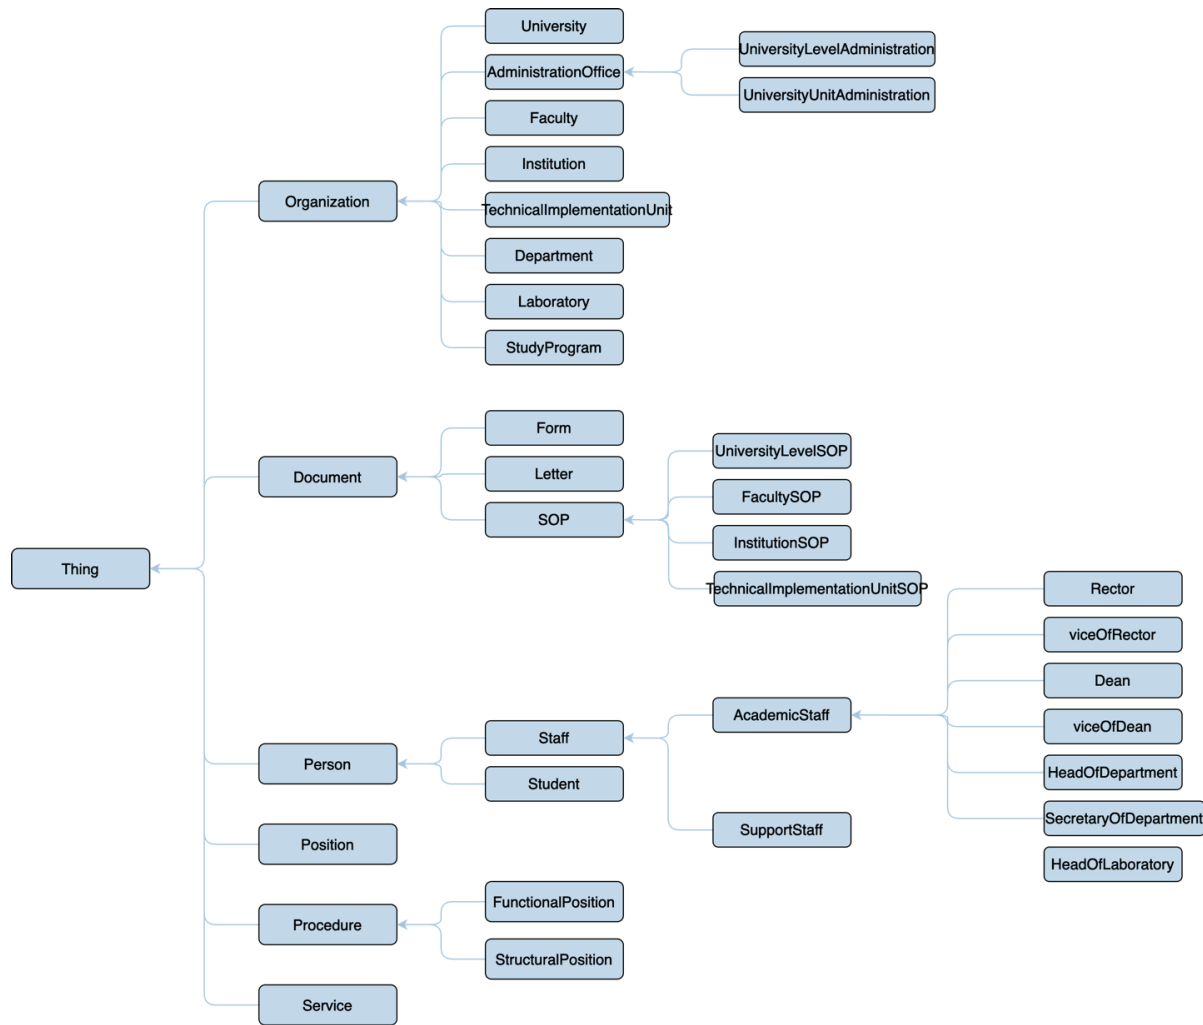 University
UniversityLevelAdministration
AdministrationOffice
UniversityUnitAdministration
Faculty
Institution
Organization
TechnicalImplementationUnit
Department
Laboratory
StudyProgram
Form
UniversityLevelSOP
Document
Letter
FacultySOP
SOP
InstitutionSOP
Thing
TechnicalImplementationUnitSOP
Rector
viceOfRector
Dean
AcademicStaff
viceOfDean
Staff
Person
HeadOfDepartment
Student
SecretaryOfDepartment
SupportStaff
Position
HeadOfLaboratory
FunctionalPosition
Procedure
StructuralPosition
Service